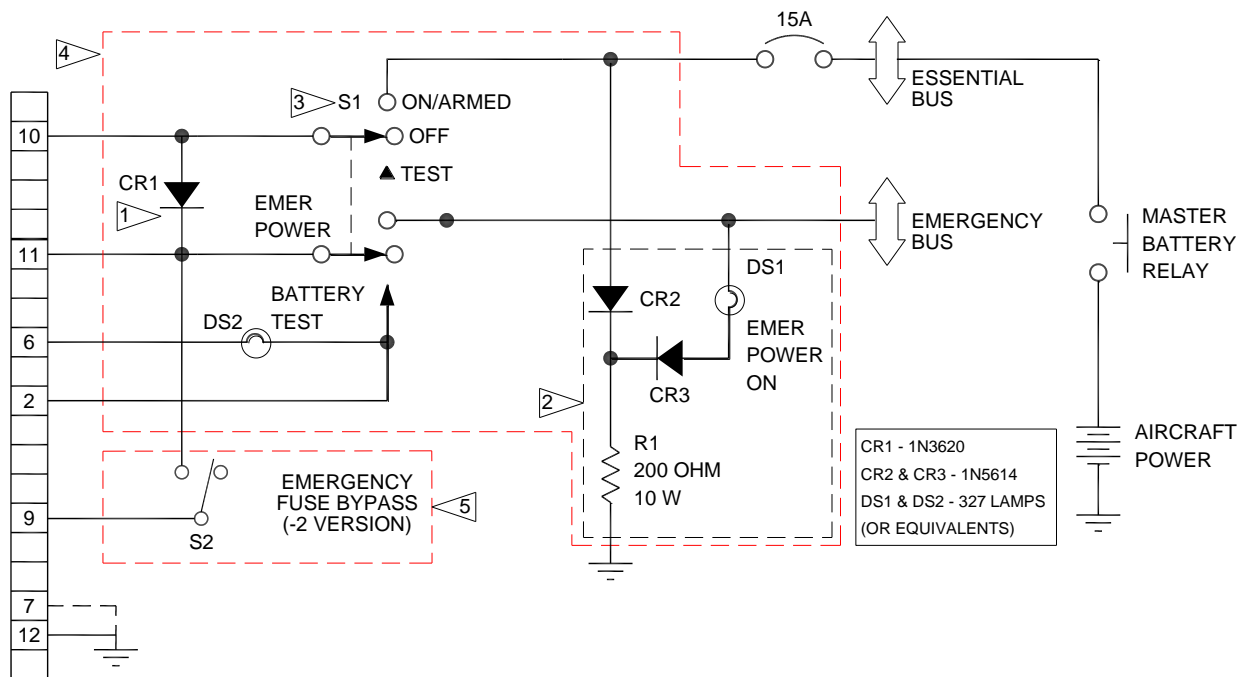 15A
4
ESSENTIAL
BUS
3
S1
ON/ARMED
10
OFF
TEST
CR1
1
EMER
POWER
EMERGENCY
BUS
MASTER
BATTERY
RELAY
11
DS1
CR2
BATTERY
TEST
DS2
EMER
POWER
ON
6
CR3
2
2
R1
200 OHM
10 W
CR1 - 1N3620
CR2 & CR3 - 1N5614
DS1 & DS2 - 327 LAMPS
(OR EQUIVALENTS)
AIRCRAFT
POWER
EMERGENCY
FUSE BYPASS
(-2 VERSION)
5
9
S2
7
12